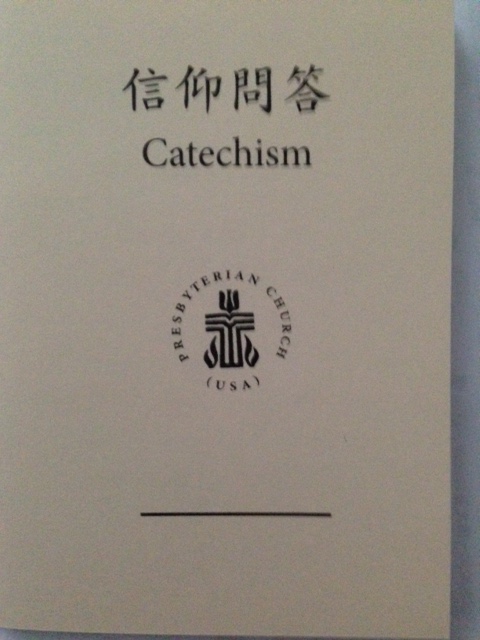 信仰問答
Catechism
PRESBYTERIAN CHURCH
(USA)